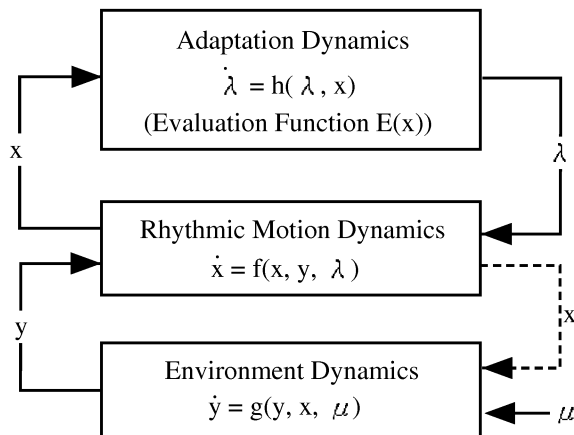 Adaptation Dynamics
λ̇ = h( λ, x)
(Evaluation Function E(x))
x
λ
Rhythmic Motion Dynamics
ẋ = f(x, y, λ )
y
x
Environment Dynamics
ẏ = g(y, x, μ)
μ